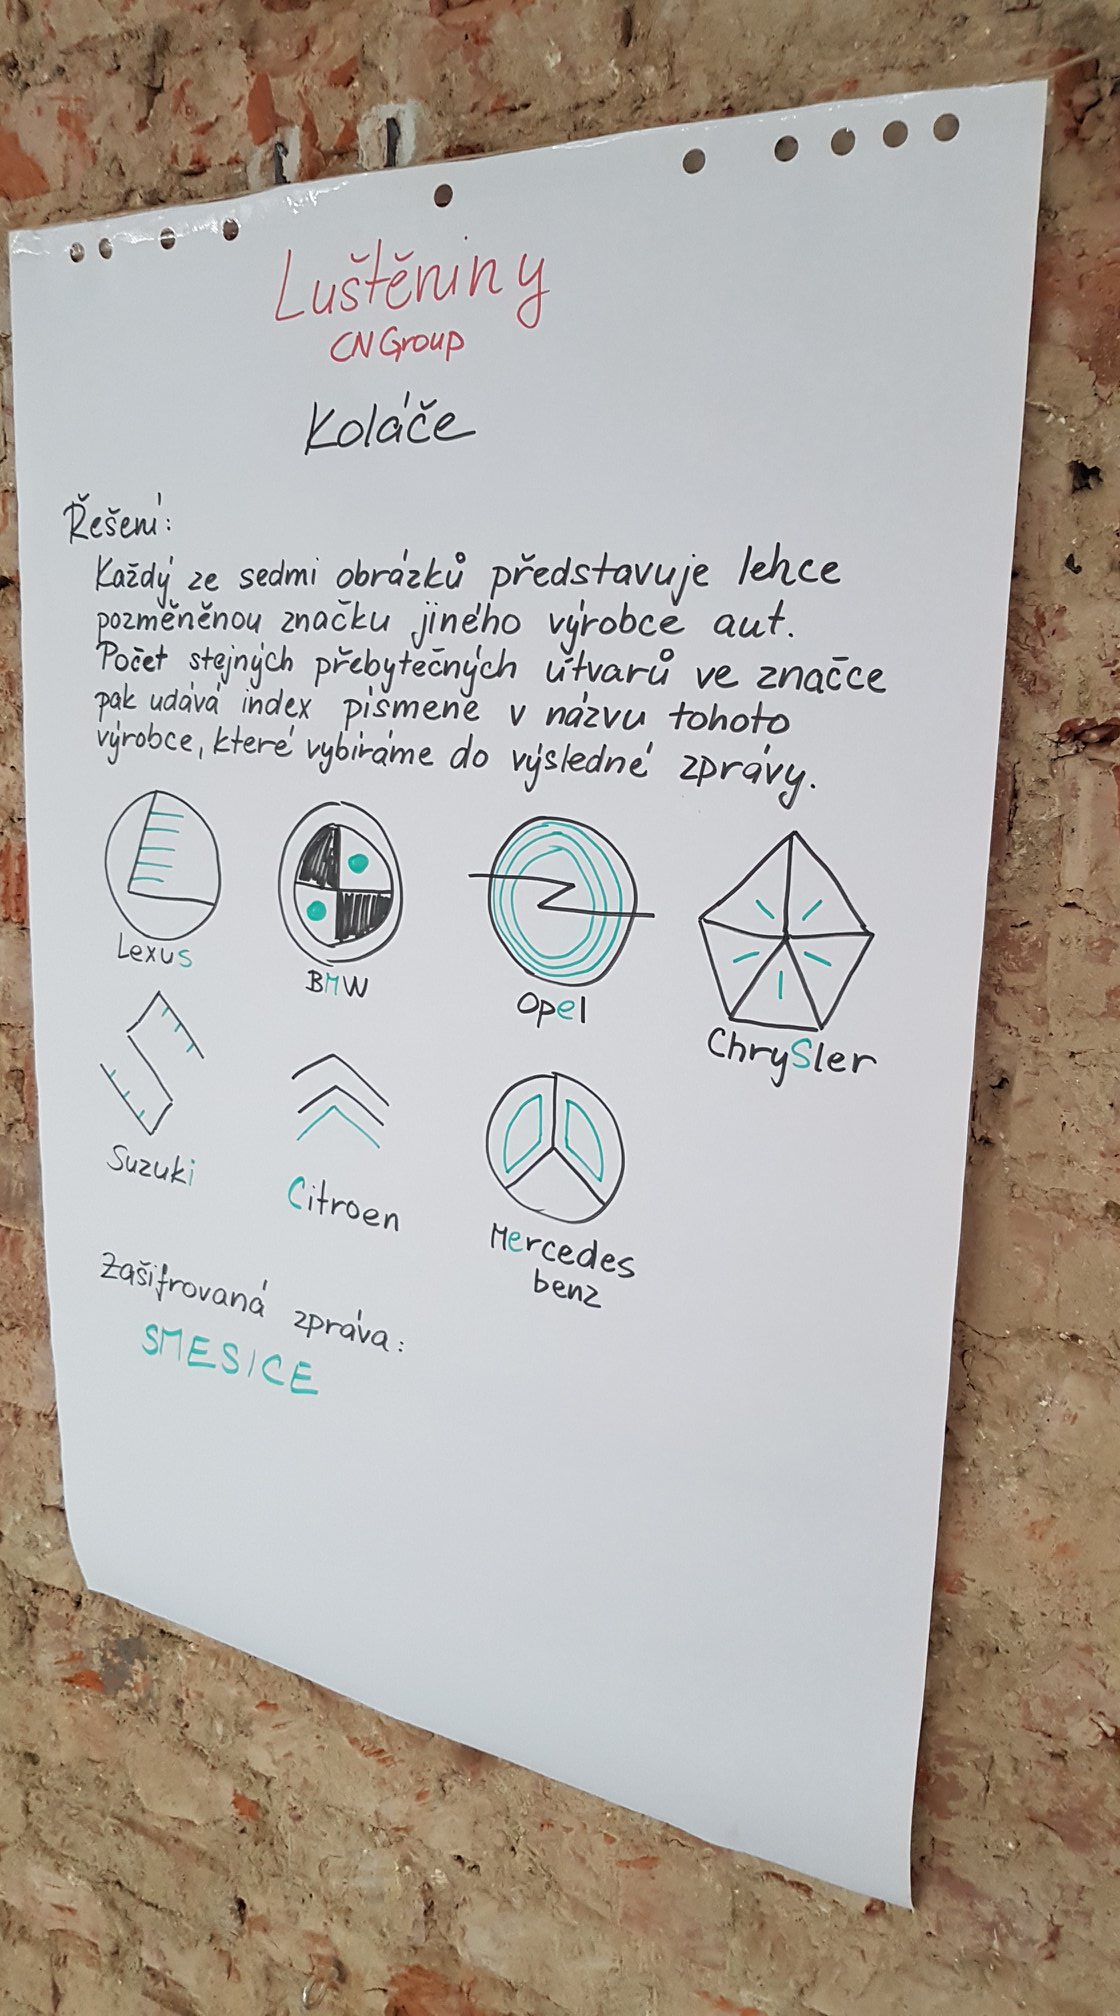 Luštěniny
CN Group
Koláče
Řešení:
Každý ze sedmi obrázků představuje lehce
pozměněnou značku jiného výrobce aut.
Počet stejných přebytečných útvarů ve značce
pak udává index písmene v názvu tohoto
výrobce, které vybíráme do výsledné zprávy.
Lexus
BMW
Opel
ChrySler
Suzuki
Citroen
Mercedes
benz
Zašifrovaná zpráva:
SMESICE